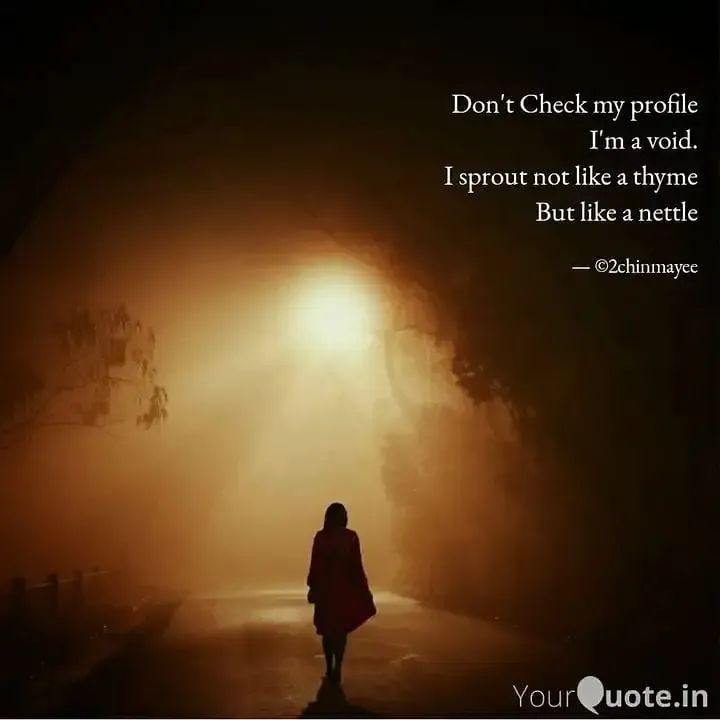 Don't Check my profile
I'm a void.
I sprout not like a thyme
But like a nettle
— ©2chinmayee
YourQuote.in